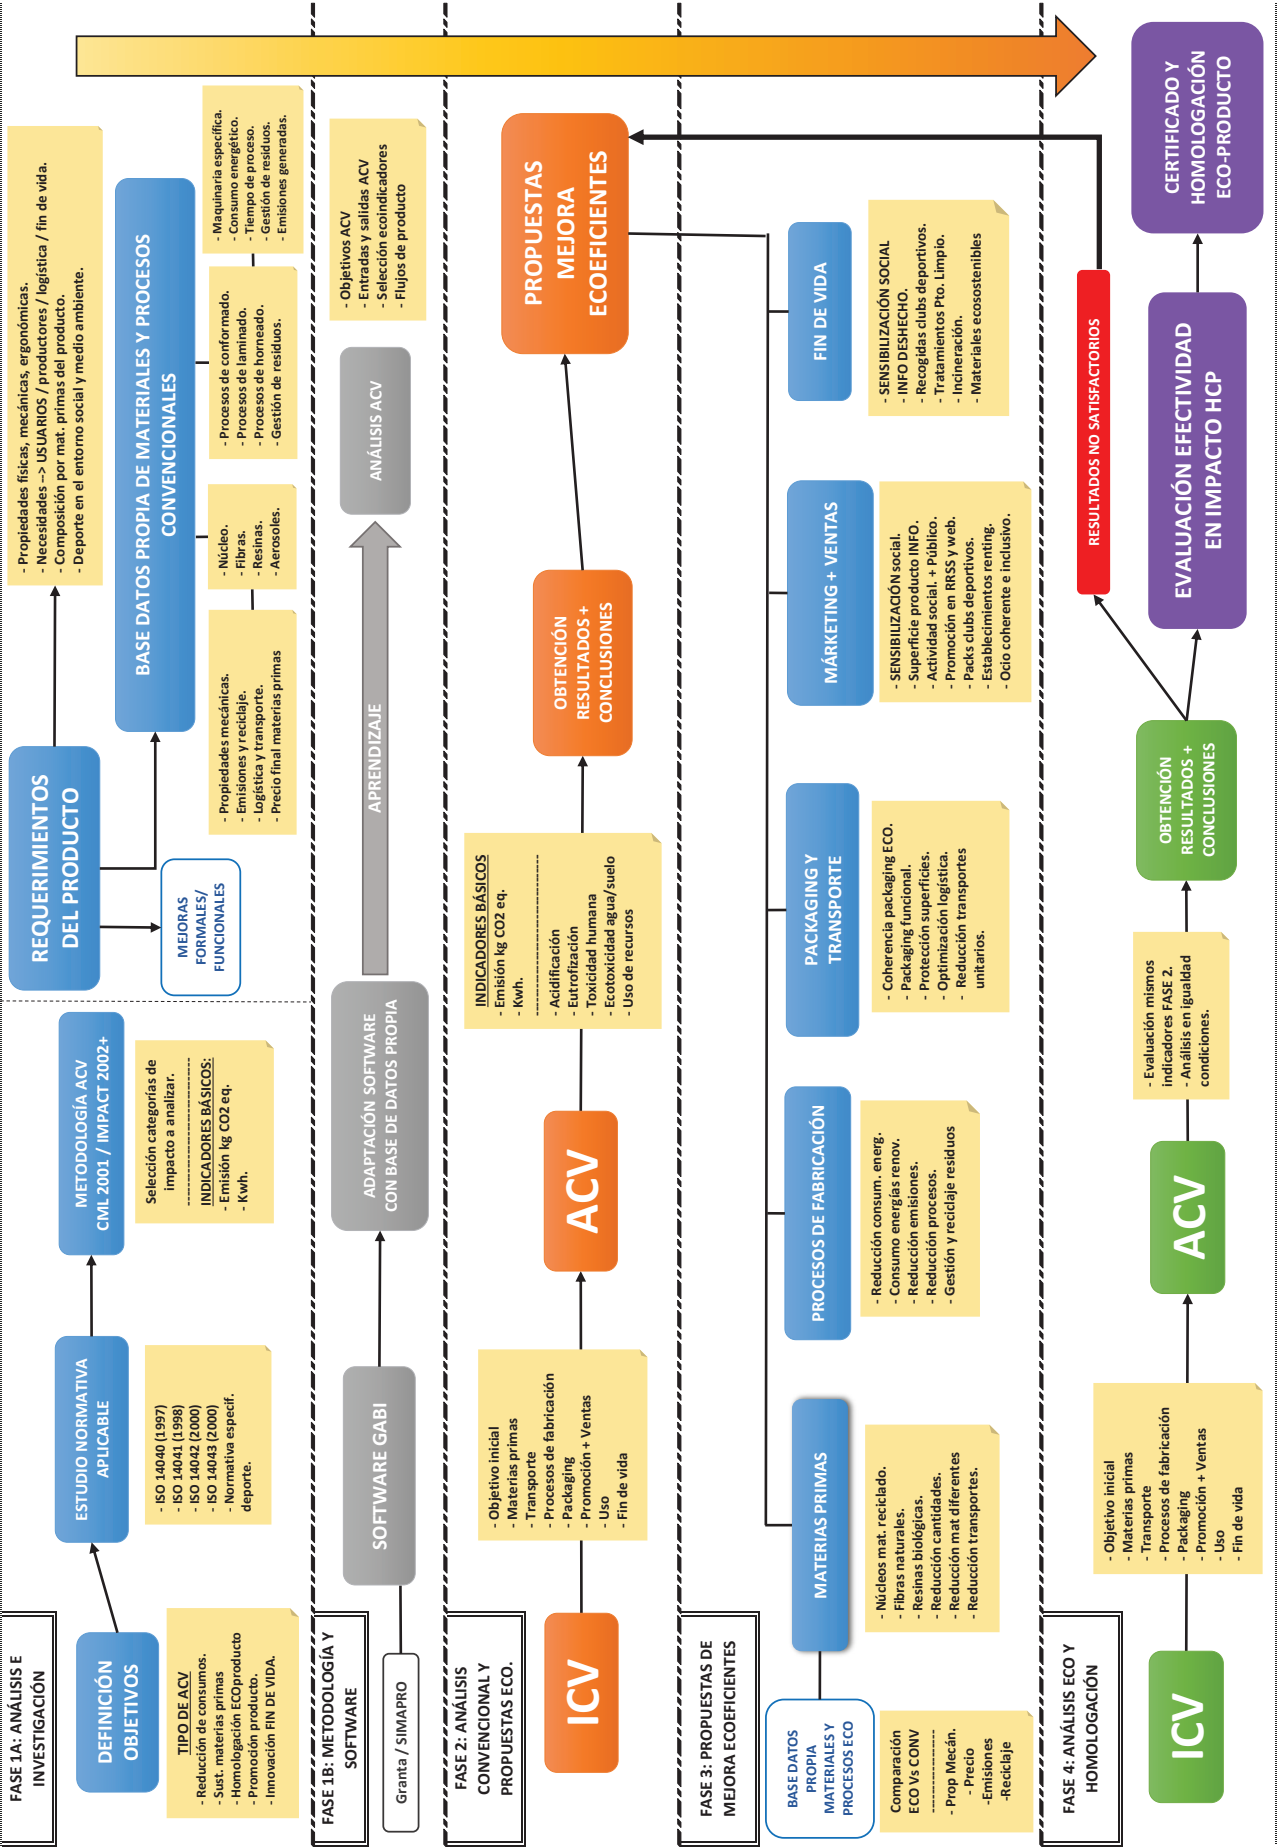 FASE 1A: ANÁLISIS E
INVESTIGACIÓN
DEFINICIÓN
OBJETIVOS
TIPO DE ACV
- Reducción de consumos.
- Sust. materias primas
- Homologación ECOproducto
- Promoción producto.
- Innovación FIN DE VIDA.
ESTUDIO NORMATIVA
APLICABLE
- ISO 14040 (1997)
- ISO 14041 (1998)
- ISO 14042 (2000)
- ISO 14043 (2000)
- Normativa específ.
deporte.
METODOLOGÍA ACV
CML 2001 / IMPACT 2002+
Selección categorías de
impacto a analizar.
------------------------
INDICADORES BÁSICOS:
- Emisión kg CO2 eq.
- Kwh.
REQUERIMIENTOS
DEL PRODUCTO
MEJORAS
FORMALES/
FUNCIONALES
- Propiedades físicas, mecánicas, ergonómicas.
- Necesidades --> USUARIOS / productores / logística / fin de vida.
- Composición por mat. primas del producto.
- Deporte en el entorno social y medio ambiente.
BASE DATOS PROPIA DE MATERIALES Y PROCESOS
CONVENCIONALES
- Propiedades mecánicas.
- Emisiones y reciclaje.
- Logística y transporte.
- Precio final materias primas
- Núcleo.
- Fibras.
- Resinas.
- Aerosoles.
- Procesos de conformado.
- Procesos de laminado.
- Procesos de horneado.
- Gestión de residuos.
- Maquinaria específica.
- Consumo energético.
- Tiempo de proceso.
- Gestión de residuos.
- Emisiones generadas.
FASE 1B: METODOLOGÍA Y
SOFTWARE
Granta / SIMAPRO
SOFTWARE GABI
ADAPTACIÓN SOFTWARE
CON BASE DE DATOS PROPIA
APRENDIZAJE
ANÁLISIS ACV
- Objetivos ACV
- Entradas y salidas ACV
- Selección ecoindicadores
- Flujos de producto
FASE 2: ANÁLISIS
CONVENCIONAL Y
PROPUESTAS ECO.
ICV
- Objetivo inicial
- Materias primas
- Transporte
- Procesos de fabricación
- Packaging
- Promoción + Ventas
- Uso
- Fin de vida
ACV
INDICADORES BÁSICOS
- Emisión kg CO2 eq.
- Kwh.
------------------------
- Acidificación
- Eutrofización
- Toxicidad humana
- Ecotoxicidad agua/suelo
- Uso de recursos
OBTENCIÓN
RESULTADOS +
CONCLUSIONES
PROPUESTAS
MEJORA
ECOEFICIENTES
FASE 3: PROPUESTAS DE
MEJORA ECOEFICIENTES
BASE DATOS
PROPIA
MATERIALES Y
PROCESOS ECO
Comparación
ECO Vs CONV
----------------
- Prop Mecán.
- Precio
-Emisiones
-Reciclaje
MATERIAS PRIMAS
- Núcleos mat. reciclado.
- Fibras naturales.
- Resinas biológicas.
- Reducción cantidades.
- Reducción mat diferentes
- Reducción transportes.
PROCESOS DE FABRICACIÓN
- Reducción consum. energ.
- Consumo energías renov.
- Reducción emisiones.
- Reducción procesos.
- Gestión y reciclaje residuos
PACKAGING Y
TRANSPORTE
- Coherencia packaging ECO.
- Packaging funcional.
- Protección superficies.
- Optimización logística.
- Reducción transportes
unitarios.
MÁRKETING + VENTAS
- SENSIBILIZACIÓN social.
- Superficie producto INFO.
- Actividad social. + Público.
- Promoción en RRSS y web.
- Packs clubs deportivos.
- Establecimientos renting.
- Ocio coherente e inclusivo.
FIN DE VIDA
- SENSIBILIZACIÓN SOCIAL
- INFO DESHECHO.
- Recogidas clubs deportivos.
- Tratamientos Pto. Limpio.
- Incineración.
- Materiales ecosostenibles
FASE 4: ANÁLISIS ECO Y
HOMOLOGACIÓN
ICV
- Objetivo inicial
- Materias primas
- Transporte
- Procesos de fabricación
- Packaging
- Promoción + Ventas
- Uso
- Fin de vida
ACV
- Evaluación mismos
indicadores FASE 2.
- Análisis en igualdad
condiciones.
OBTENCIÓN
RESULTADOS +
CONCLUSIONES
RESULTADOS NO SATISFACTORIOS
EVALUACIÓN EFECTIVIDAD
EN IMPACTO HCP
CERTIFICADO Y
HOMOLOGACIÓN
ECO-PRODUCTO